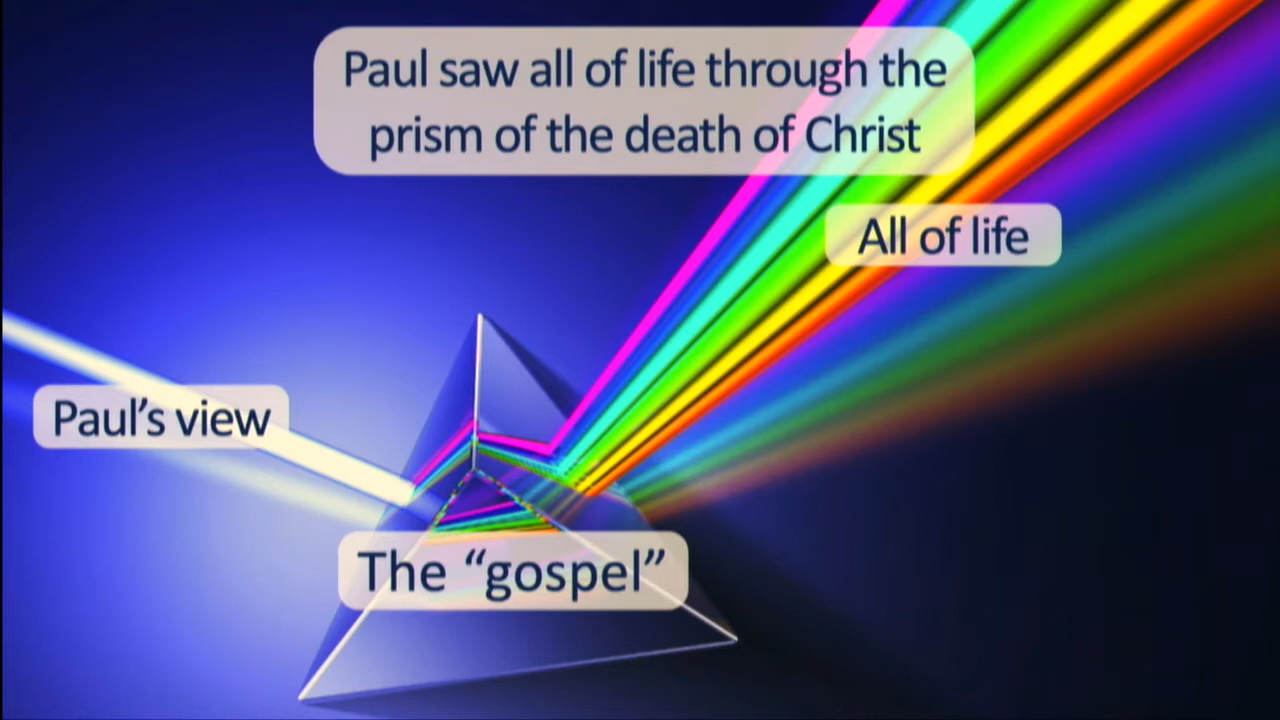 Paul saw all of life through the
prism of the death of Christ
All of life
Paul’s view
The “gospel”